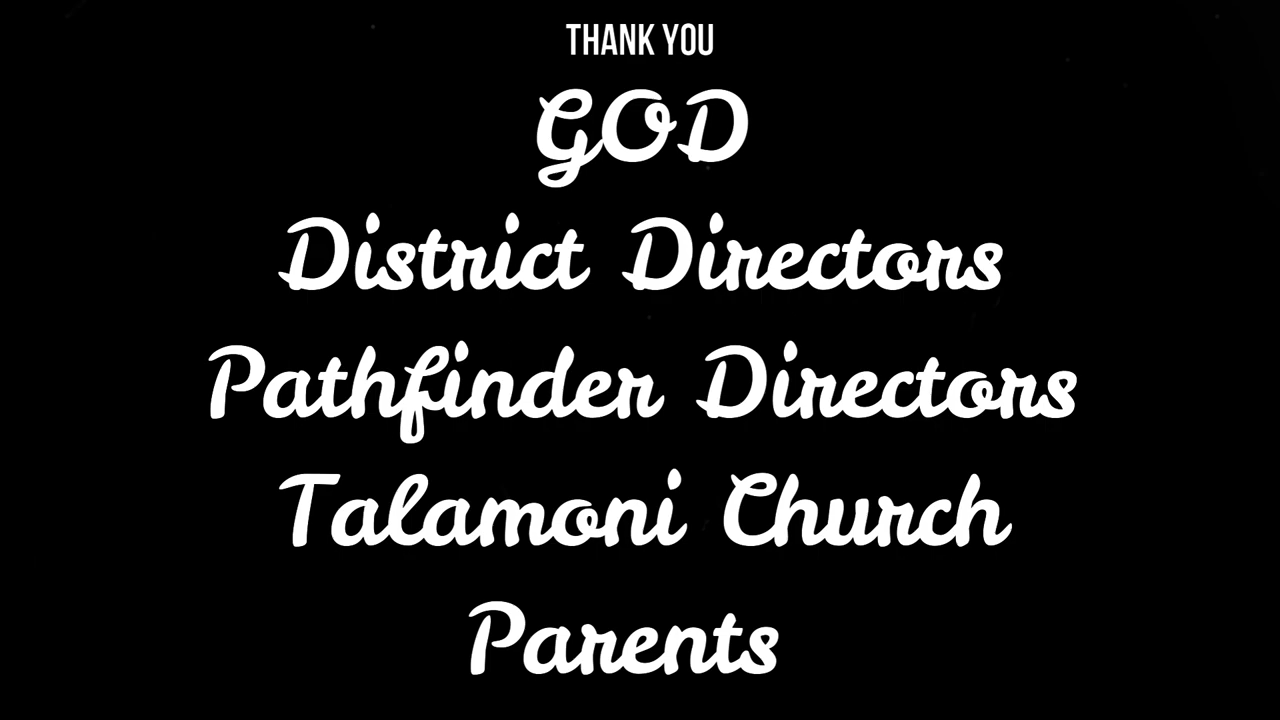 THANK YOU
GOD
District Directors
Pathfinder Directors
Talamoni Church
Parents